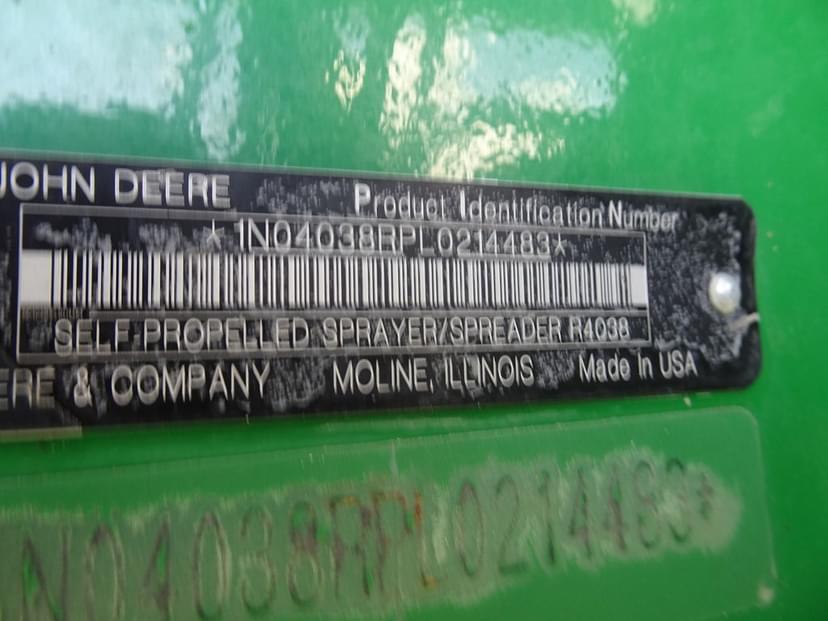 JOHN DEERE
Product Identification Number
*1N04038RPL0214483*
SELF-PROPELLED SPRAYER/SPREADER R4038
ERE & COMPANY MOLINE, ILLINOIS Made in USA
N04038RPL0214483*